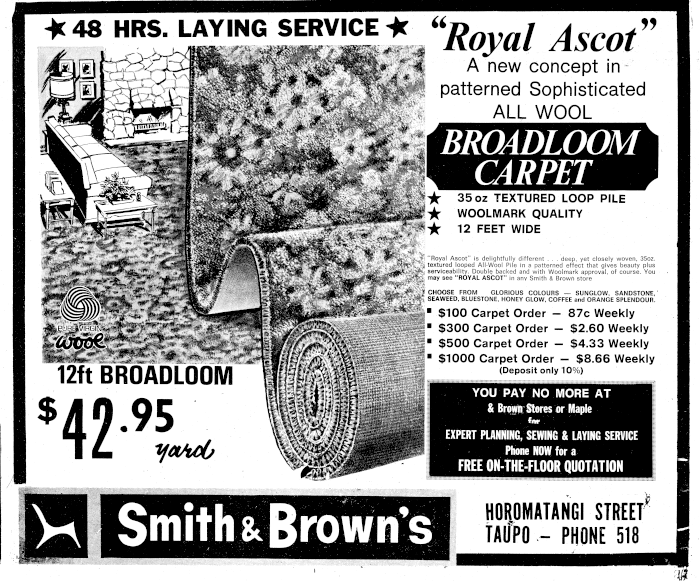 ★ 48 HRS. LAYING SERVICE ★
"Royal Ascot"
A new concept in
patterned Sophisticated
ALL WOOL
BROADLOOM
CARPET
★ 35 oz TEXTURED LOOP PILE
★ WOOLMARK QUALITY
★ 12 FEET WIDE
"Royal Ascot" is delightfully different . . . deep, yet closely woven, 35oz.
textured looped All-Wool Pile in a patterned effect that gives beauty plus
serviceability. Double backed and with Woolmark approval, of course. You
may see "ROYAL ASCOT" in any Smith & Brown store
CHOOSE FROM GLORIOUS COLOURS — SUNGLOW, SANDSTONE,
SEAWEED, BLUESTONE, HONEY GLOW, COFFEE and ORANGE SPLENDOUR.
■ $100 Carpet Order — 87c Weekly
■ $300 Carpet Order — $2.60 Weekly
■ $500 Carpet Order — $4.33 Weekly
■ $1000 Carpet Order — $8.66 Weekly
(Deposit only 10%)
PURE VIRGIN
wool
12ft BROADLOOM
$42.95
yard
YOU PAY NO MORE AT
& Brown Stores or Maple
for
EXPERT PLANNING, SEWING & LAYING SERVICE
Phone NOW for a
FREE ON-THE-FLOOR QUOTATION
Smith & Brown's
HOROMATANGI STREET
TAUPO - PHONE 518